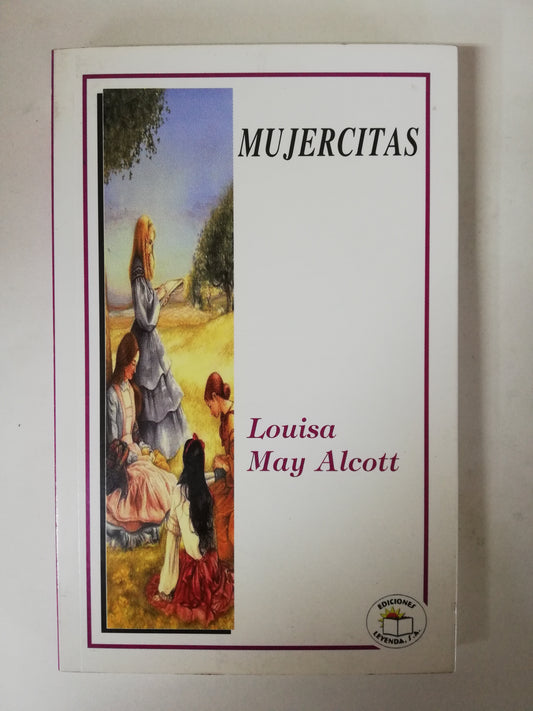 MUJERCITAS
Louisa
May Alcott
EDICIONES
LEYENDA, S.A.